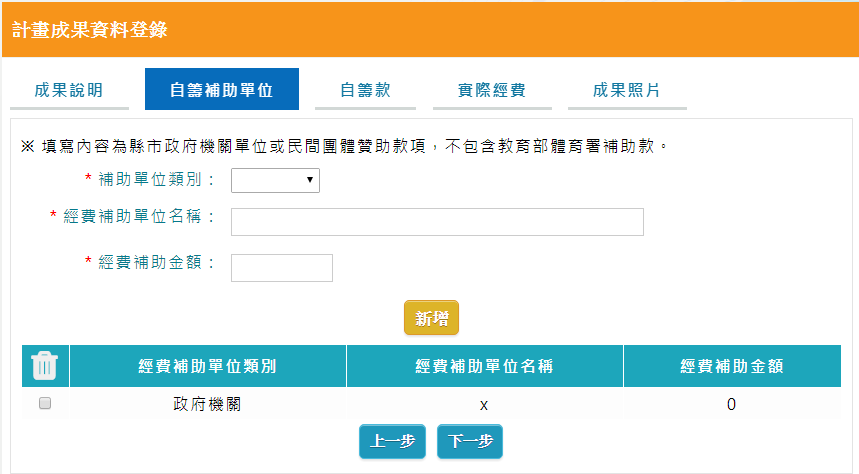 計畫成果資料登錄
成果說明 自籌補助單位 自籌款 實際經費 成果照片
※ 填寫內容為縣市政府機關單位或民間團體贊助款項，不包含教育部體育署補助款。
* 補助單位類別：
* 經費補助單位名稱：
* 經費補助金額：
新增
經費補助單位類別 經費補助單位名稱 經費補助金額
政府機關 x 0
上一步 下一步